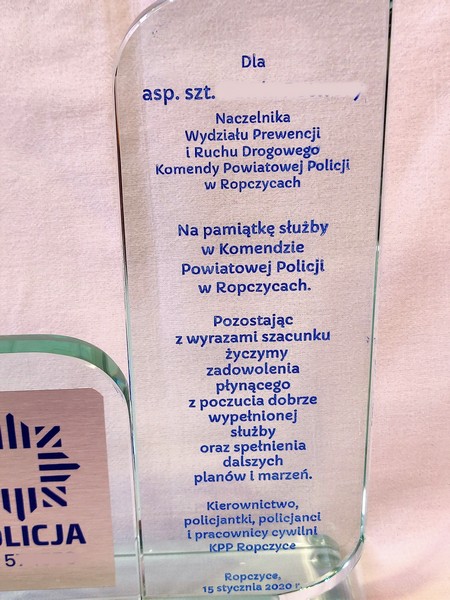 Dla
asp. szt.
Naczelnika
Wydziału Prewencji
i Ruchu Drogowego
Komendy Powiatowej Policji
w Ropczycach
Na pamiątkę służby
w Komendzie
Powiatowej Policji
w Ropczycach.
Pozostając
z wyrazami szacunku
życzymy
zadowolenia
płynącego
z poczucia dobrze
wypełnionej
służby
oraz spełnienia
dalszych
planów i marzeń.
Kierownictwo,
policjantki, policjanci
i pracownicy cywilni
KPP Ropczyce
Ropczyce,
15 stycznia 2020 r.
OLICJA
5.